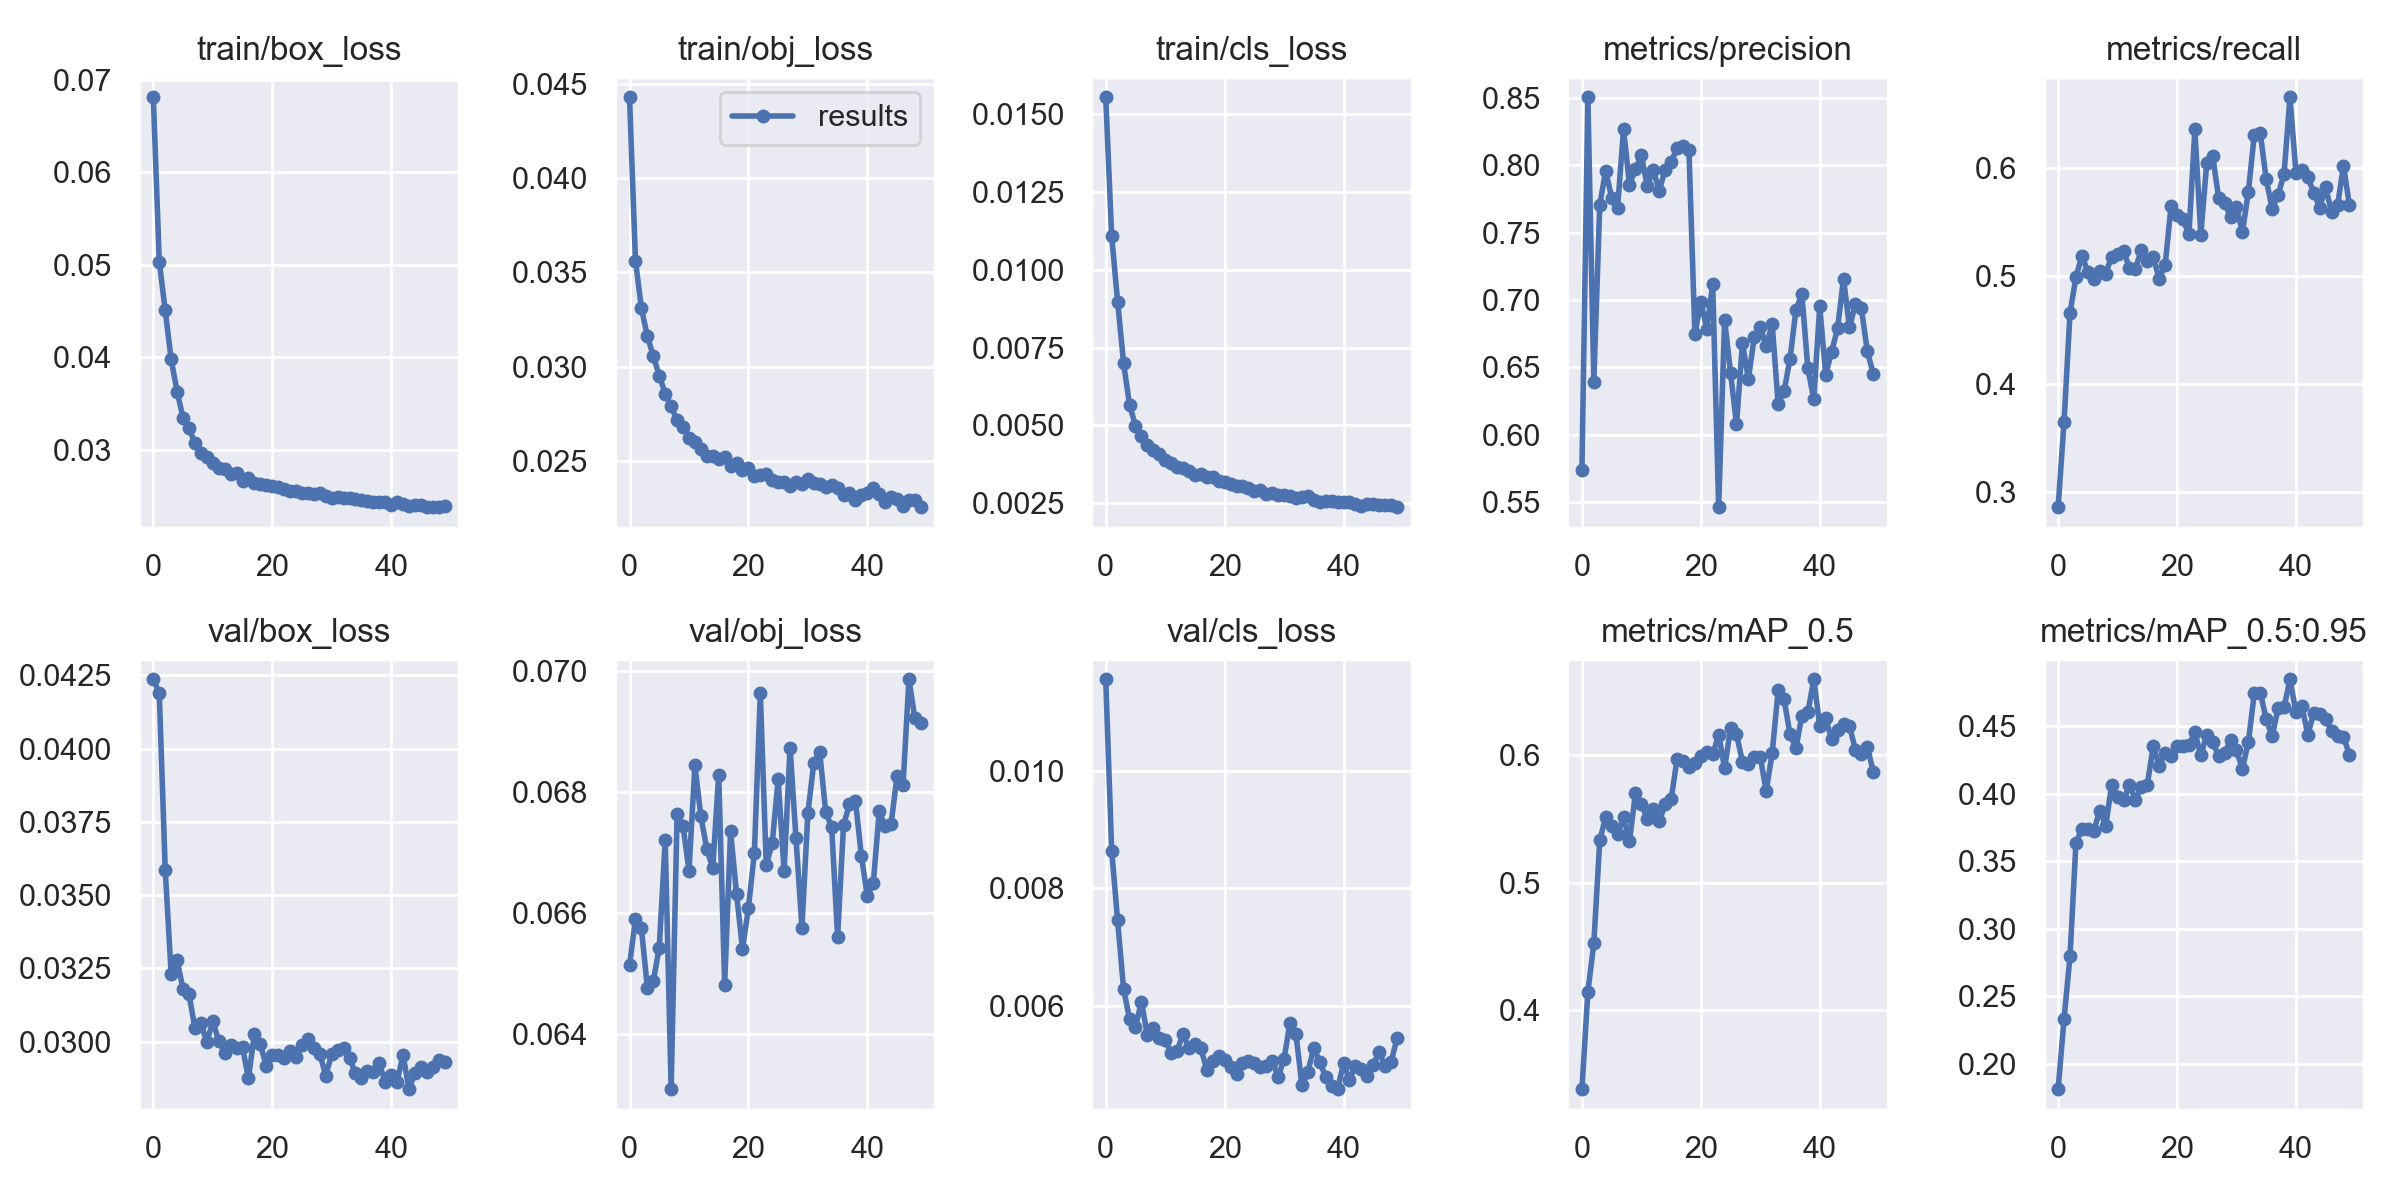 train/box_loss
0.07
0.06
0.05
0.04
0.03
0 20 40
train/obj_loss
results
0.045
0.040
0.035
0.030
0.025
0 20 40
train/cls_loss
0.0150
0.0125
0.0100
0.0075
0.0050
0.0025
0 20 40
metrics/precision
0.85
0.80
0.75
0.70
0.65
0.60
0.55
0 20 40
metrics/recall
0.6
0.5
0.4
0.3
0 20 40
val/box_loss
0.0425
0.0400
0.0375
0.0350
0.0325
0.0300
0 20 40
val/obj_loss
0.070
0.068
0.066
0.064
0 20 40
val/cls_loss
0.010
0.008
0.006
0 20 40
metrics/mAP_0.5
0.6
0.5
0.4
0 20 40
metrics/mAP_0.5:0.95
0.45
0.40
0.35
0.30
0.25
0.20
0 20 40